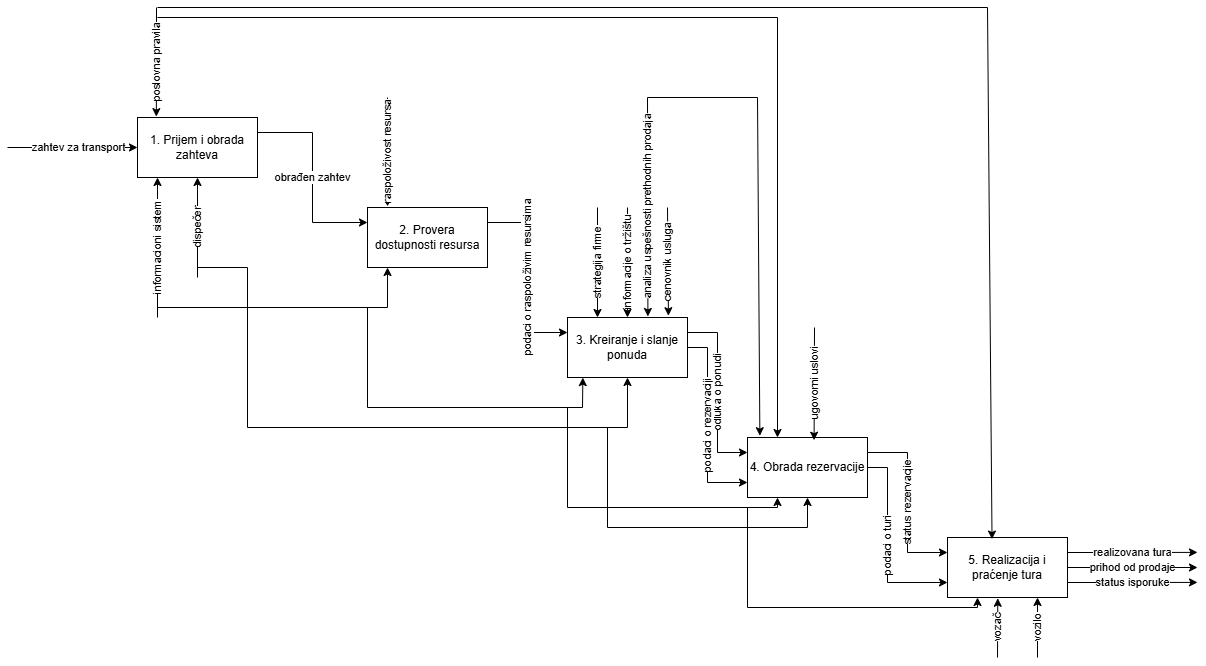 poslovna pravila
zahtev za transport
1. Prijem i obrada
zahteva
informacioni sistem
dispečer
obrađen zahtev
raspoloživost resursa
2. Provera
dostupnosti resursa
podaci o raspoloživim resursima
strategija firme
informacije o tržištu
analiza uspešnosti prethodnih prodaja
cenovnik usluga
3. Kreiranje i slanje
ponuda
podaci o rezervaciji
odluka o ponudi
ugovorni uslovi
4. Obrada rezervacije
podaci o turi
status rezervacije
5. Realizacija i
praćenje tura
realizovana tura
prihod od prodaje
status isporuke
vozač
vozilo